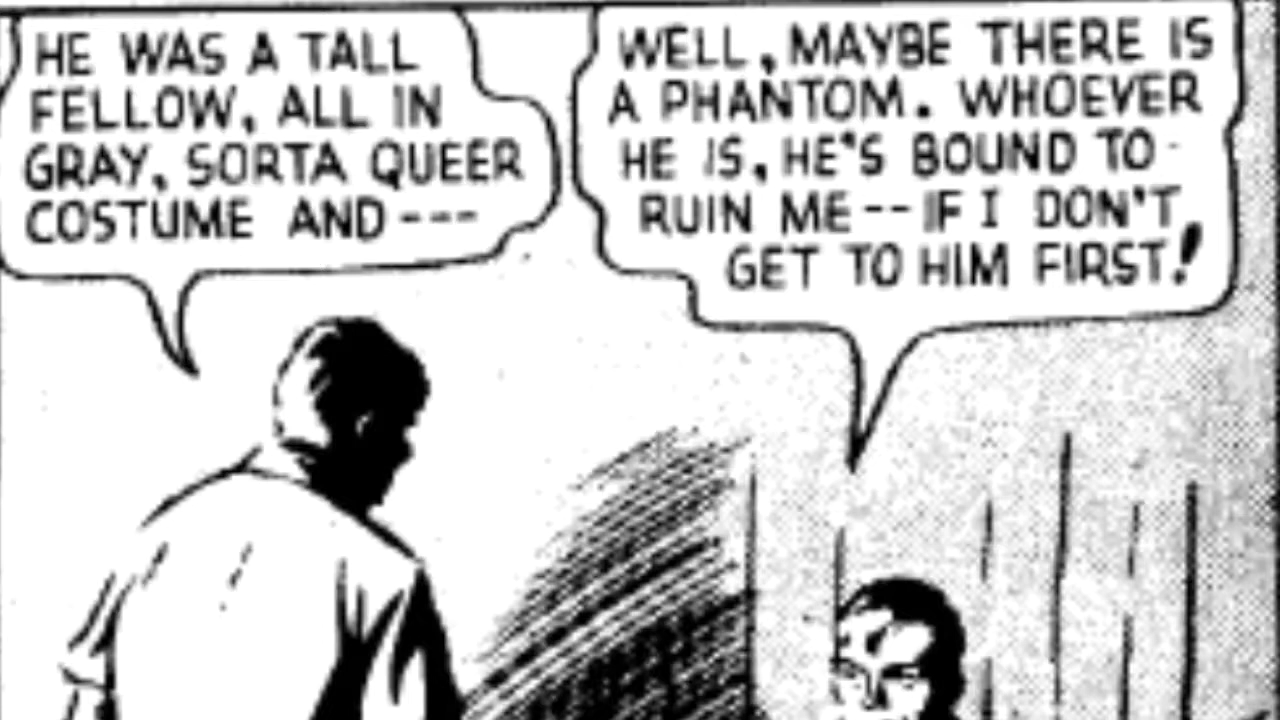 HE WAS A TALL
FELLOW, ALL IN
GRAY, SORTA QUEER
COSTUME AND---
WELL, MAYBE THERE IS
A PHANTOM. WHOEVER
HE IS, HE'S BOUND TO
RUIN ME--IF I DON'T
GET TO HIM FIRST!